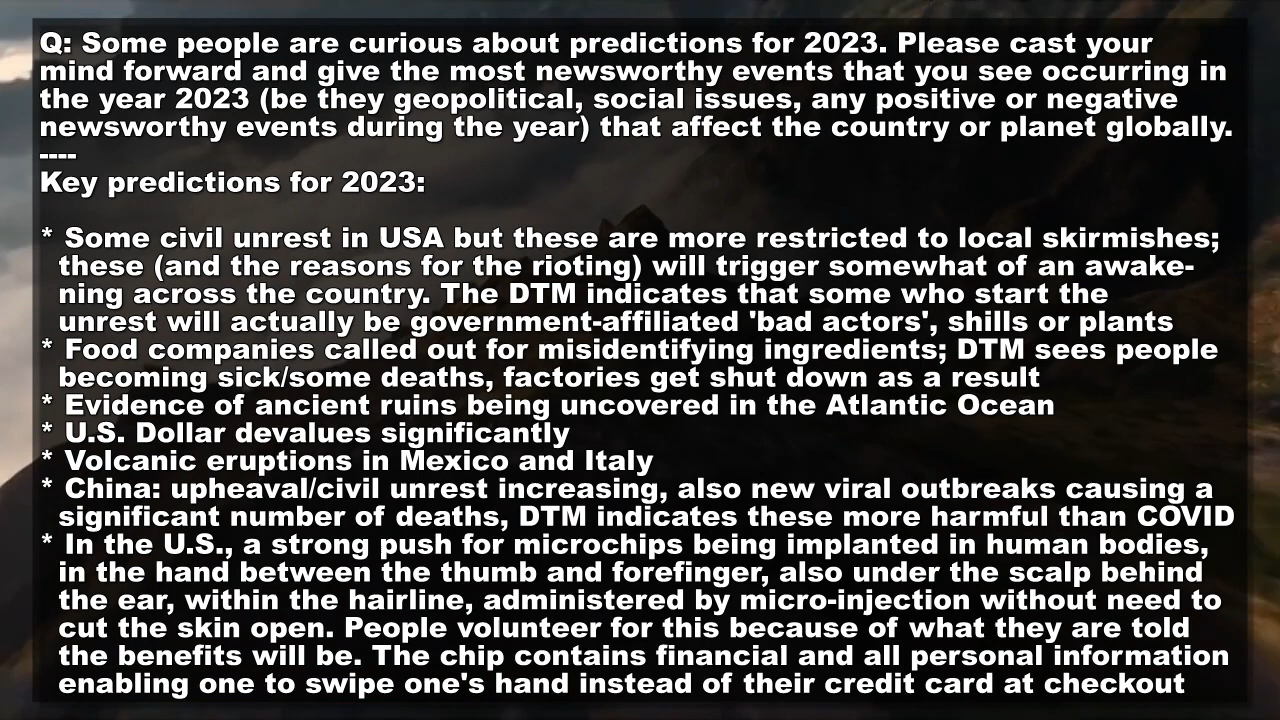 Q: Some people are curious about predictions for 2023. Please cast your
mind forward and give the most newsworthy events that you see occurring in
the year 2023 (be they geopolitical, social issues, any positive or negative
newsworthy events during the year) that affect the country or planet globally.
----
Key predictions for 2023:
* Some civil unrest in USA but these are more restricted to local skirmishes;
these (and the reasons for the rioting) will trigger somewhat of an awake-
ning across the country. The DTM indicates that some who start the
unrest will actually be government-affiliated 'bad actors', shills or plants
* Food companies called out for misidentifying ingredients; DTM sees people
becoming sick/some deaths, factories get shut down as a result
* Evidence of ancient ruins being uncovered in the Atlantic Ocean
* U.S. Dollar devalues significantly
* Volcanic eruptions in Mexico and Italy
* China: upheaval/civil unrest increasing, also new viral outbreaks causing a
significant number of deaths, DTM indicates these more harmful than COVID
* In the U.S., a strong push for microchips being implanted in human bodies,
in the hand between the thumb and forefinger, also under the scalp behind
the ear, within the hairline, administered by micro-injection without need to
cut the skin open. People volunteer for this because of what they are told
the benefits will be. The chip contains financial and all personal information
enabling one to swipe one's hand instead of their credit card at checkout